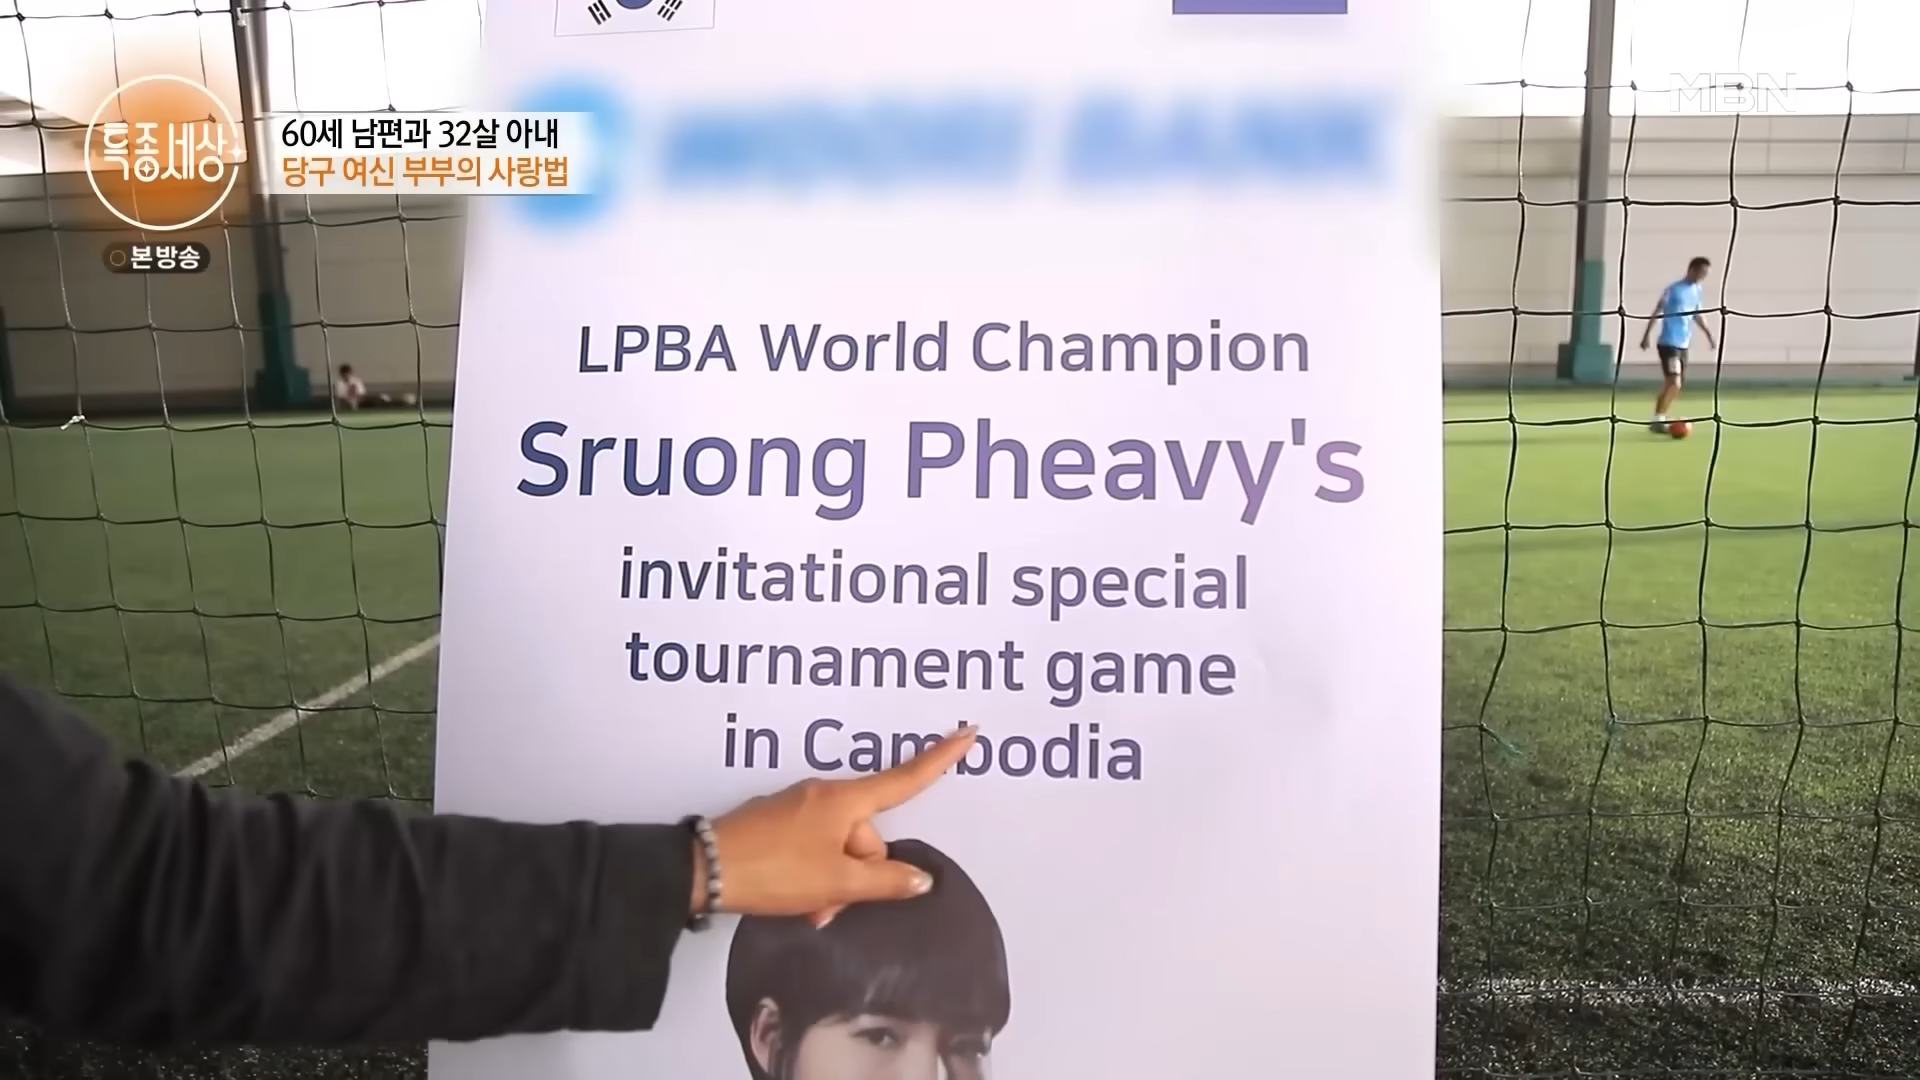 특종세상
본방송
60세 남편과 32살 아내
당구 여신 부부의 사랑법
MBN
LPBA World Champion
Sruong Pheavy's
invitational special
tournament game
in Cambodia